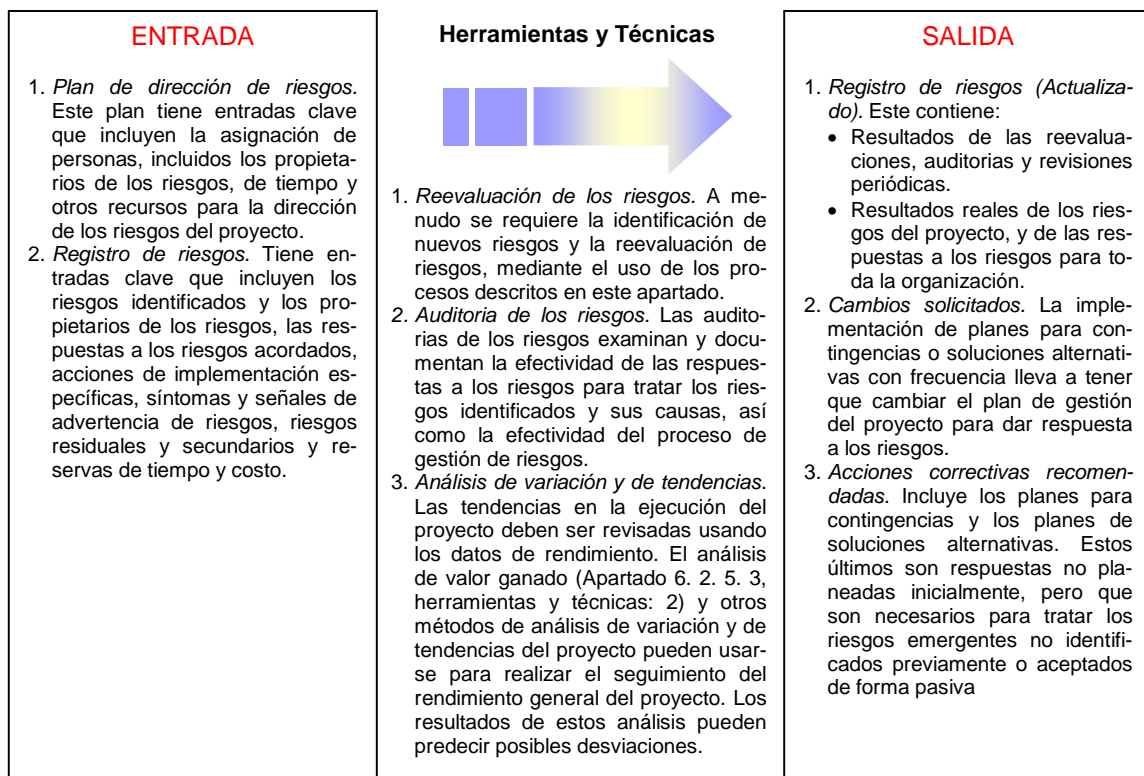 ENTRADA
1. Plan de dirección de riesgos.
Este plan tiene entradas clave
que incluyen la asignación de
personas, incluidos los propieta-
rios de los riesgos, de tiempo y
otros recursos para la dirección
de los riesgos del proyecto.
2. Registro de riesgos. Tiene en-
tradas clave que incluyen los
riesgos identificados y los pro-
pietarios de los riesgos, las res-
puestas a los riesgos acordados,
acciones de implementación es-
pecíficas, síntomas y señales de
advertencia de riesgos, riesgos
residuales y secundarios y re-
servas de tiempo y costo.
Herramientas y Técnicas
1. Reevaluación de los riesgos. A me-
nudo se requiere la identificación de
nuevos riesgos y la reevaluación de
riesgos, mediante el uso de los pro-
cesos descritos en este apartado.
2. Auditoria de los riesgos. Las audito-
rias de los riesgos examinan y docu-
mentan la efectividad de las respues-
tas a los riesgos para tratar los ries-
gos identificados y sus causas, así
como la efectividad del proceso de
gestión de riesgos.
3. Análisis de variación y de tendencias.
Las tendencias en la ejecución del
proyecto deben ser revisadas usando
los datos de rendimiento. El análisis
de valor ganado (Apartado 6. 2. 5. 3,
herramientas y técnicas: 2) y otros
métodos de análisis de variación y de
tendencias del proyecto pueden usar-
se para realizar el seguimiento del
rendimiento general del proyecto. Los
resultados de estos análisis pueden
predecir posibles desviaciones.
SALIDA
1. Registro de riesgos (Actualiza-
do). Este contiene:
• Resultados de las reevalua-
ciones, auditorias y revisiones
periódicas.
• Resultados reales de los ries-
gos del proyecto, y de las res-
puestas a los riesgos para to-
da la organización.
2. Cambios solicitados. La imple-
mentación de planes para con-
tingencias o soluciones alternati-
vas con frecuencia lleva a tener
que cambiar el plan de gestión
del proyecto para dar respuesta
a los riesgos.
3. Acciones correctivas recomen-
dadas. Incluye los planes para
contingencias y los planes de
soluciones alternativas. Estos
últimos son respuestas no pla-
neadas inicialmente, pero que
son necesarios para tratar los
riesgos emergentes no identifi-
cados previamente o aceptados
de forma pasiva